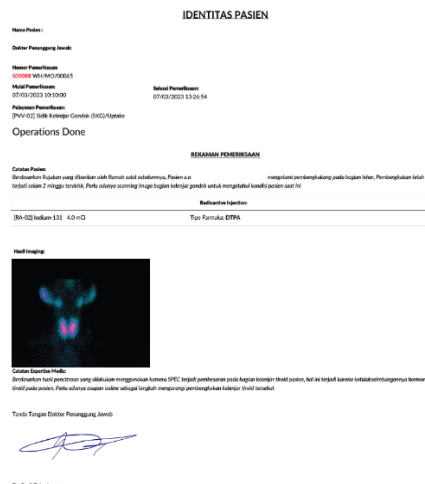 IDENTITAS PASIEN
Nama Pasien :
Dokter Penanggung Jawab:
Nomor Pemeriksaan:
S00088 WH/MO/00065
Mulai Pemeriksaan:
07/03/2023 10:10:00
Selesai Pemeriksaan:
07/03/2023 13:26:54
Pelayanan Pemeriksaan:
[PVV-02] Sidik Kelenjar Gondok (SKG)/Uptake
Operations Done
REKAMAN PEMERIKSAAN
Catatan Pasien:
Berdasarkan Rujukan yang diberikan oleh Rumah sakit sebelumnya, Pasien a.n mengalami pembengkakang pada bagian leher, Pembengkakan telah
terjadi selam 2 minggu terakhir, Perlu adanya scanning image bagian kelenjar gondok untuk mengetahui kondisi pasien saat ini
Radioactive Injection:
[RA-02] Iodium-131 4.0 mCi
Tipe Farmaka: DTPA
Hasil Imaging:
Catatan Expertise Medis:
Berdasarkan hasil pencitraan yang dilakukan menggunakan kamera SPEC terjadi pembesaran pada bagian kelenjar tiroid pasien, hal ini terjadi karena ketidakseimbangannya hormon
tiroid pada pasien, Perlu adanya asupan iodine sebagai langkah mengurangi pembengkakan kelenjar tiroid tersebut
Tanda Tangan Dokter Penanggung Jawab